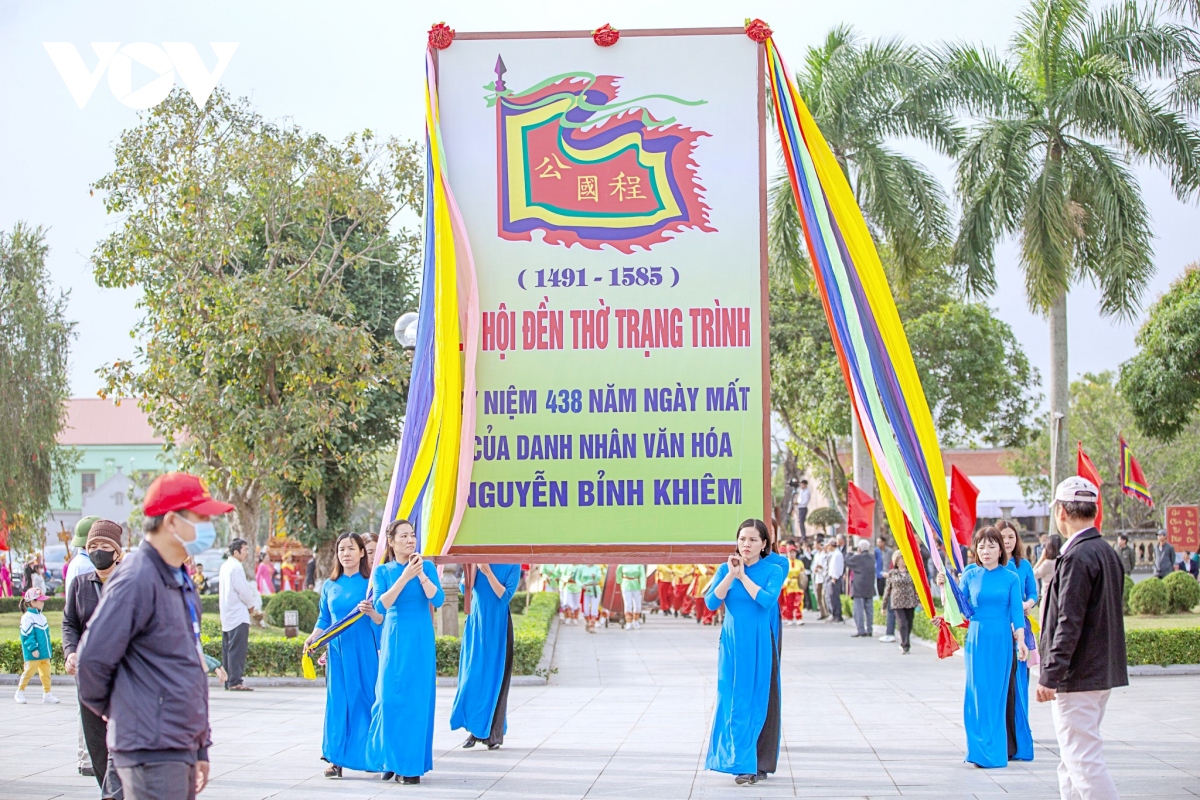 VOV
公國程
( 1491 - 1585 )
HỘI ĐỀN THỜ TRẠNG TRÌNH
NIỆM 438 NĂM NGÀY MẤT
CỦA DANH NHÂN VĂN HÓA
NGUYỄN BỈNH KHIÊM